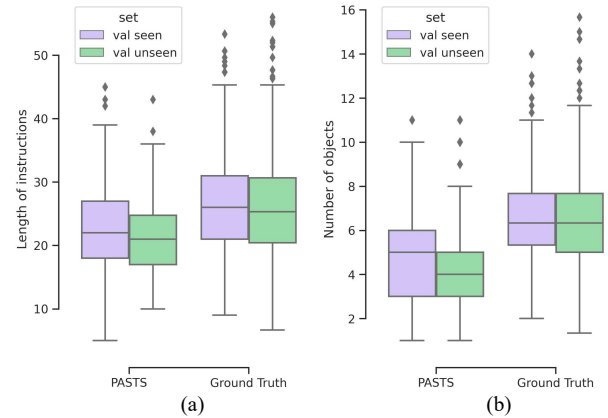 set
val seen
val unseen
Length of instructions
50
40
30
20
10
PASTS
Ground Truth
(a)
set
val seen
val unseen
Number of objects
16
14
12
10
8
6
4
2
PASTS
Ground Truth
(b)